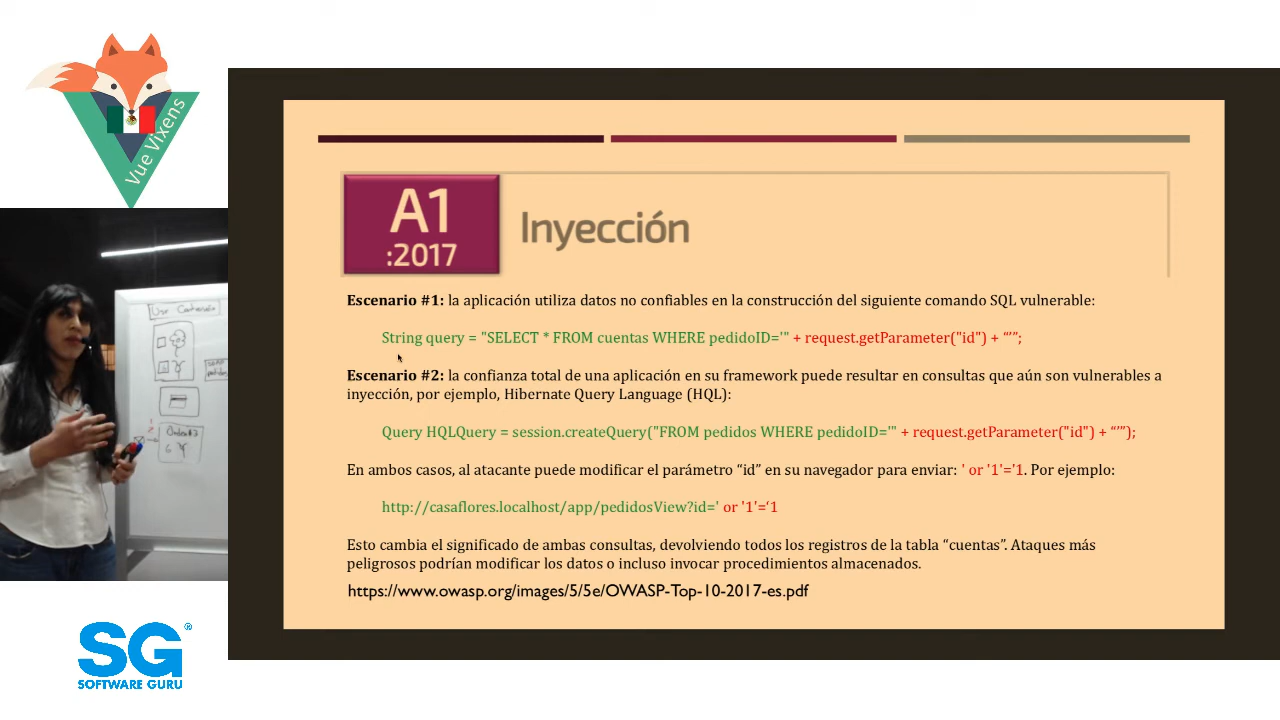 Vue Vixens
A1
:2017
Inyección
Escenario #1: la aplicación utiliza datos no confiables en la construcción del siguiente comando SQL vulnerable:
String query = "SELECT * FROM cuentas WHERE pedidoID='" + request.getParameter("id") + “’”;
Escenario #2: la confianza total de una aplicación en su framework puede resultar en consultas que aún son vulnerables a
inyección, por ejemplo, Hibernate Query Language (HQL):
Query HQLQuery = session.createQuery("FROM pedidos WHERE pedidoID='" + request.getParameter("id") + “’”);
En ambos casos, al atacante puede modificar el parámetro “id” en su navegador para enviar: ' or '1'='1. Por ejemplo:
http://casaflores.localhost/app/pedidosView?id=' or '1'=‘1
Esto cambia el significado de ambas consultas, devolviendo todos los registros de la tabla “cuentas”. Ataques más
peligrosos podrían modificar los datos o incluso invocar procedimientos almacenados.
https://www.owasp.org/images/5/5e/OWASP-Top-10-2017-es.pdf
SG®
SOFTWARE GURU